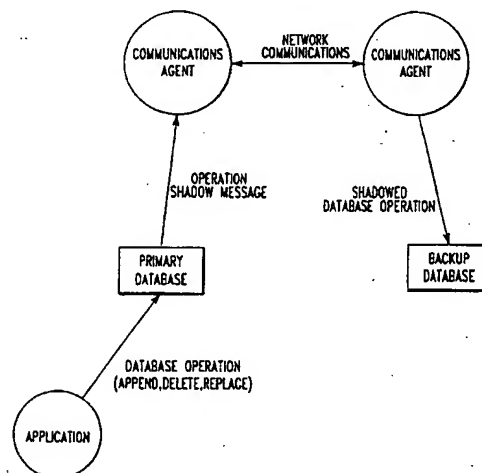 COMMUNICATIONS
AGENT
NETWORK
COMMUNICATIONS
COMMUNICATIONS
AGENT
OPERATION
SHADOW MESSAGE
SHADOWED
DATABASE OPERATION
PRIMARY
DATABASE
BACKUP
DATABASE
DATABASE OPERATION
(APPEND,DELETE,REPLACE)
APPLICATION